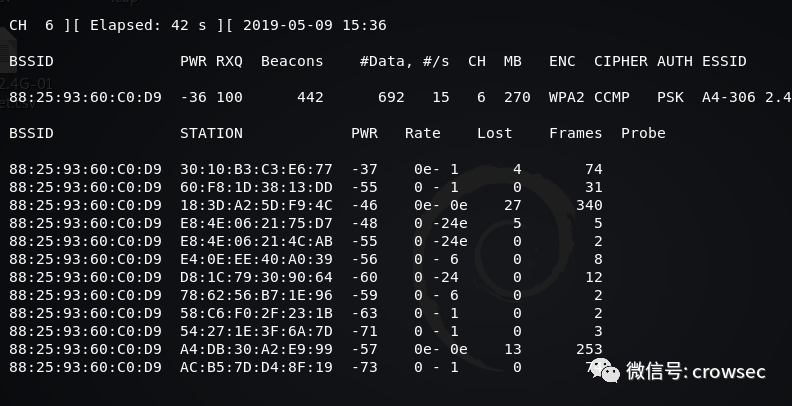 CH  6 ][ Elapsed: 42 s ][ 2019-05-09 15:36
BSSID              PWR RXQ  Beacons    #Data, #/s  CH  MB   ENC  CIPHER AUTH ESSID
88:25:93:60:C0:D9  -36 100      442      692   15   6  270  WPA2 CCMP   PSK  A4-306 2.4
BSSID              STATION            PWR   Rate    Lost    Frames  Probe
88:25:93:60:C0:D9  30:10:B3:C3:E6:77  -37    0e- 1      4       74
88:25:93:60:C0:D9  60:F8:1D:38:13:DD  -55    0 - 1      0       31
88:25:93:60:C0:D9  18:3D:A2:5D:F9:4C  -46    0e- 0e    27      340
88:25:93:60:C0:D9  E8:4E:06:21:75:D7  -48    0 -24e     5        5
88:25:93:60:C0:D9  E8:4E:06:21:4C:AB  -55    0 -24e     0        2
88:25:93:60:C0:D9  E4:0E:EE:40:A0:39  -56    0 - 6      0        8
88:25:93:60:C0:D9  D8:1C:79:30:90:64  -60    0 -24      0       12
88:25:93:60:C0:D9  78:62:56:B7:1E:96  -59    0 - 6      0        2
88:25:93:60:C0:D9  58:C6:F0:2F:23:1B  -63    0 - 1      0        2
88:25:93:60:C0:D9  54:27:1E:3F:6A:7D  -71    0 - 1      0        3
88:25:93:60:C0:D9  A4:DB:30:A2:E9:99  -57    0e- 0e    13      253
88:25:93:60:C0:D9  AC:B5:7D:D4:8F:19  -73    0 - 1      0
微信号: crowsec